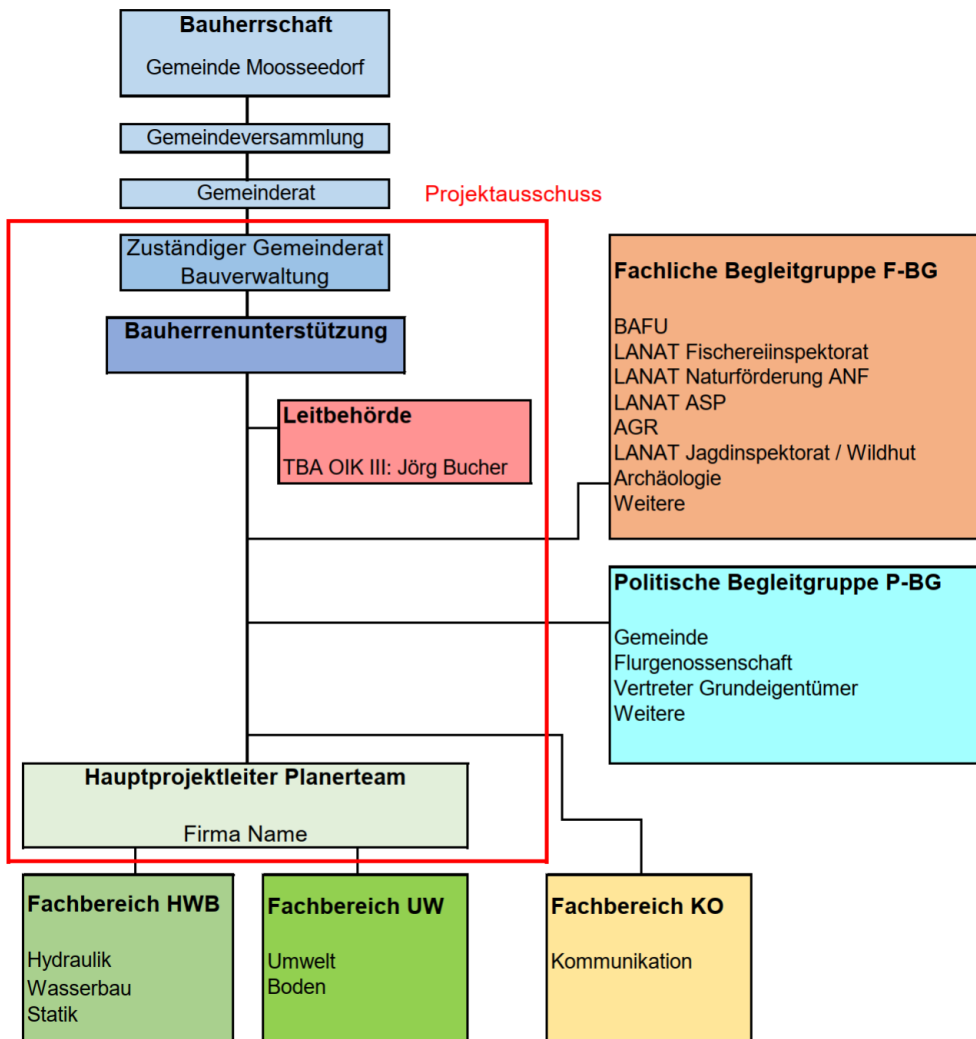 Bauherrschaft
Gemeinde Moosseedorf
Gemeindeversammlung
Gemeinderat
Projektausschuss
Zuständiger Gemeinderat
Bauverwaltung
Bauherrenunterstützung
Leitbehörde
TBA OIK III: Jörg Bucher
Fachliche Begleitgruppe F-BG
BAFU
LANAT Fischereiinspektorat
LANAT Naturförderung ANF
LANAT ASP
AGR
LANAT Jagdinspektorat / Wildhut
Archäologie
Weitere
Politische Begleitgruppe P-BG
Gemeinde
Flurgenossenschaft
Vertreter Grundeigentümer
Weitere
Hauptprojektleiter Planerteam
Firma Name
Fachbereich HWB
Hydraulik
Wasserbau
Statik
Fachbereich UW
Umwelt
Boden
Fachbereich KO
Kommunikation